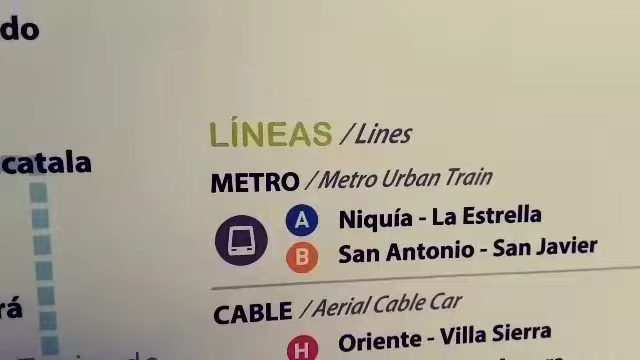 do
catala
rá
LÍNEAS / Lines
METRO / Metro Urban Train
A Niquía - La Estrella
B San Antonio - San Javier
CABLE / Aerial Cable Car
H Oriente - Villa Sierra